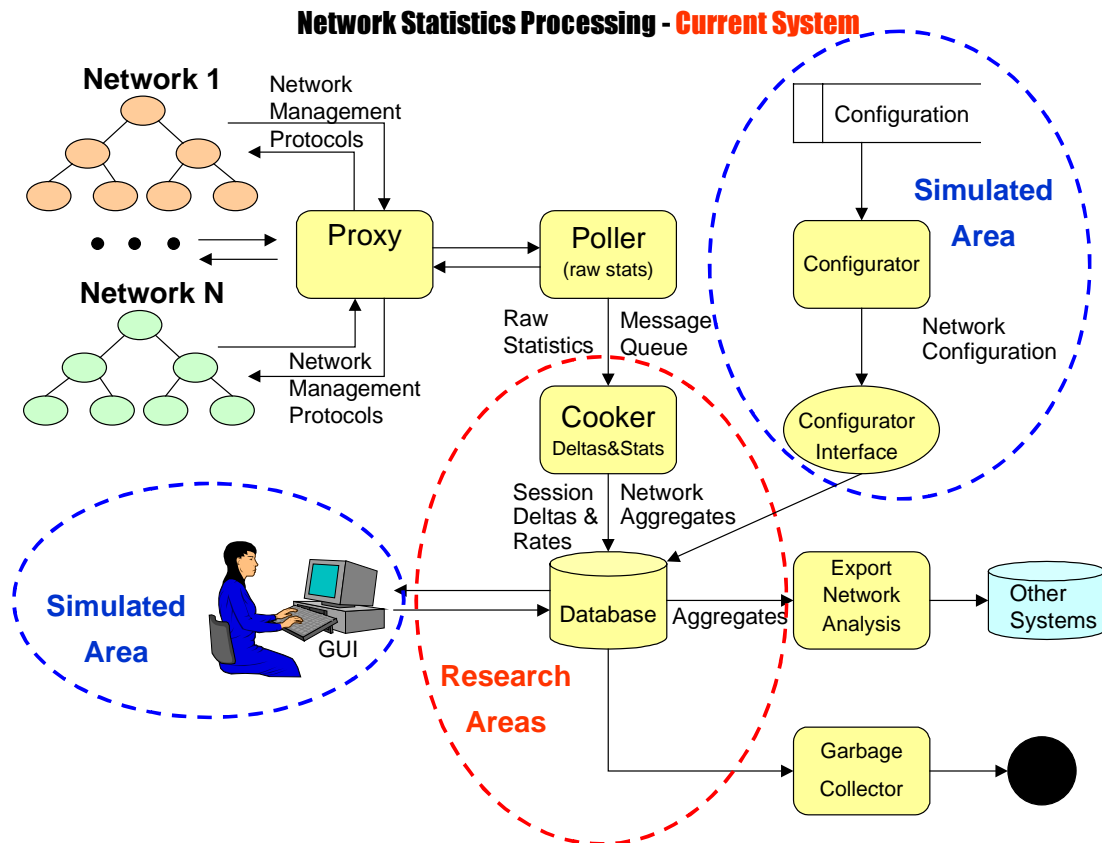 Network Statistics Processing - Current System
Network 1
Network
Management
Protocols
Configuration
Simulated
Area
Proxy
Poller
(raw stats)
Configurator
Network N
Raw
Statistics
Message
Queue
Network
Configuration
Network
Management
Protocols
Cooker
Deltas&Stats
Configurator
Interface
Session
Deltas &
Rates
Network
Aggregates
Simulated
Area
GUI
Database
Aggregates
Export
Network
Analysis
Other
Systems
Research
Areas
Garbage
Collector